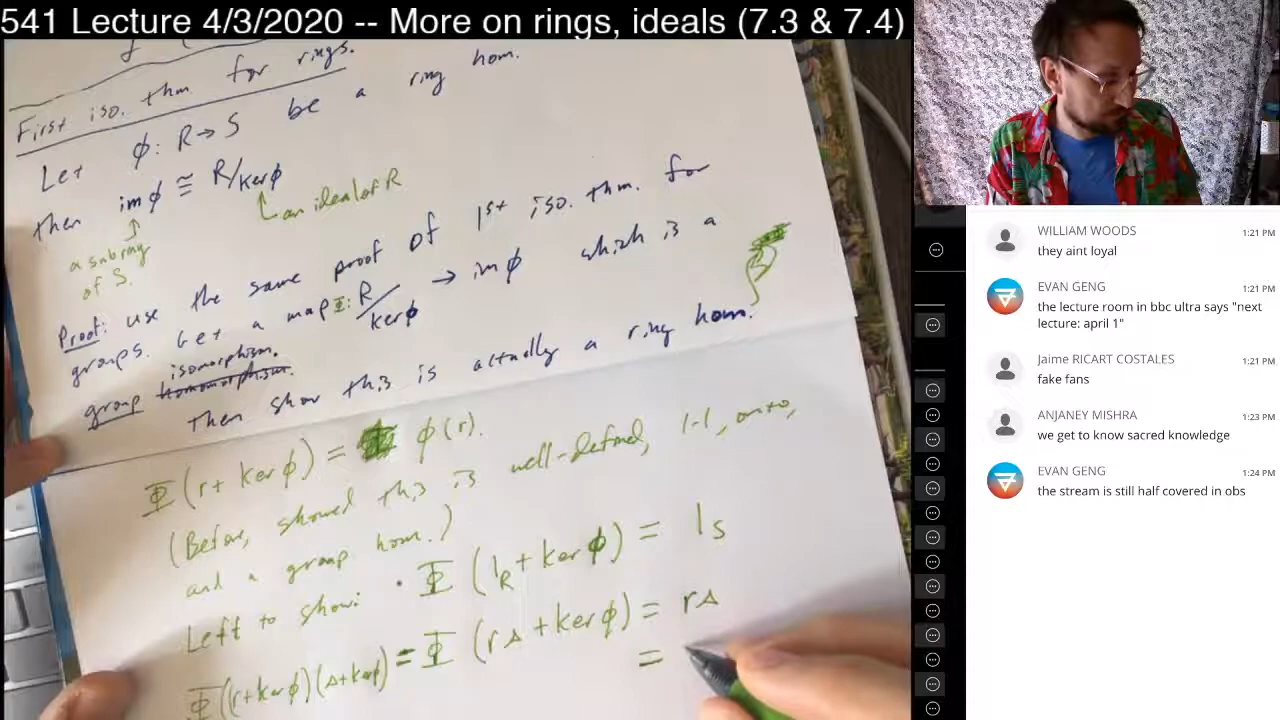 541 Lecture 4/3/2020 -- More on rings, ideals (7.3 & 7.4)
First iso. thm for rings.
Let φ: R→S be a ring hom.
then im φ ≅ R/ker φ
a subring of S.
an ideal of R
Proof: Use the same proof of 1st iso. thm. for
groups. Get a map Φ: R/ker φ → im φ which is a
group isomorphism.
homomorphism.
Then show this is actually a ring hom.
Φ(r + ker φ) = φ(r).
(Before, showed this is well-defined, 1-1, onto,
and a group hom.)
Left to show: · Φ(1R + ker φ) = 1S
Φ((r+ker φ)(s+ker φ)) = Φ(rs + ker φ) = rs
=
WILLIAM WOODS 1:21 PM
they aint loyal
EVAN GENG 1:21 PM
the lecture room in bbc ultra says "next
lecture: april 1"
Jaime RICART COSTALES 1:21 PM
fake fans
ANJANEY MISHRA 1:23 PM
we get to know sacred knowledge
EVAN GENG 1:24 PM
the stream is still half covered in obs